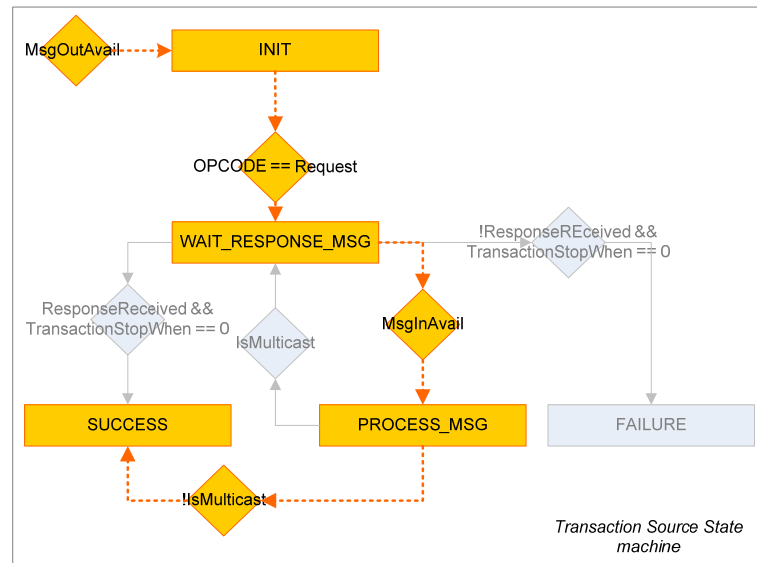 MsgOutAvail
INIT
OPCODE == Request
WAIT_RESPONSE_MSG
!ResponseREceived &&
TransactionStopWhen == 0
ResponseReceived &&
TransactionStopWhen == 0
IsMulticast
MsgInAvail
SUCCESS
PROCESS_MSG
FAILURE
!IsMulticast
Transaction Source State
machine